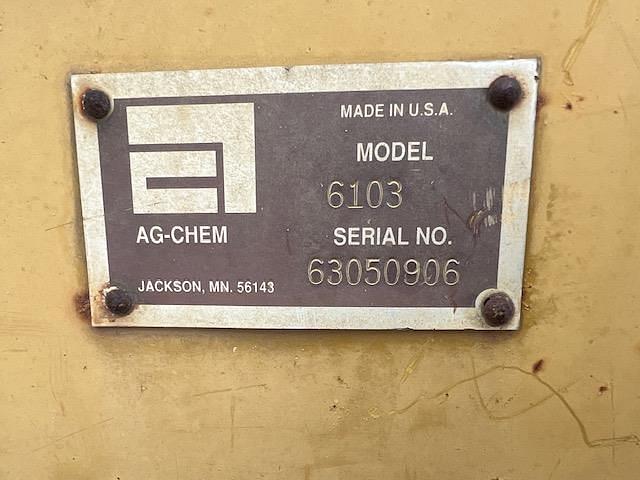 MADE IN U.S.A.
MODEL
6103
AG-CHEM
SERIAL NO.
JACKSON, MN. 56143
63050906